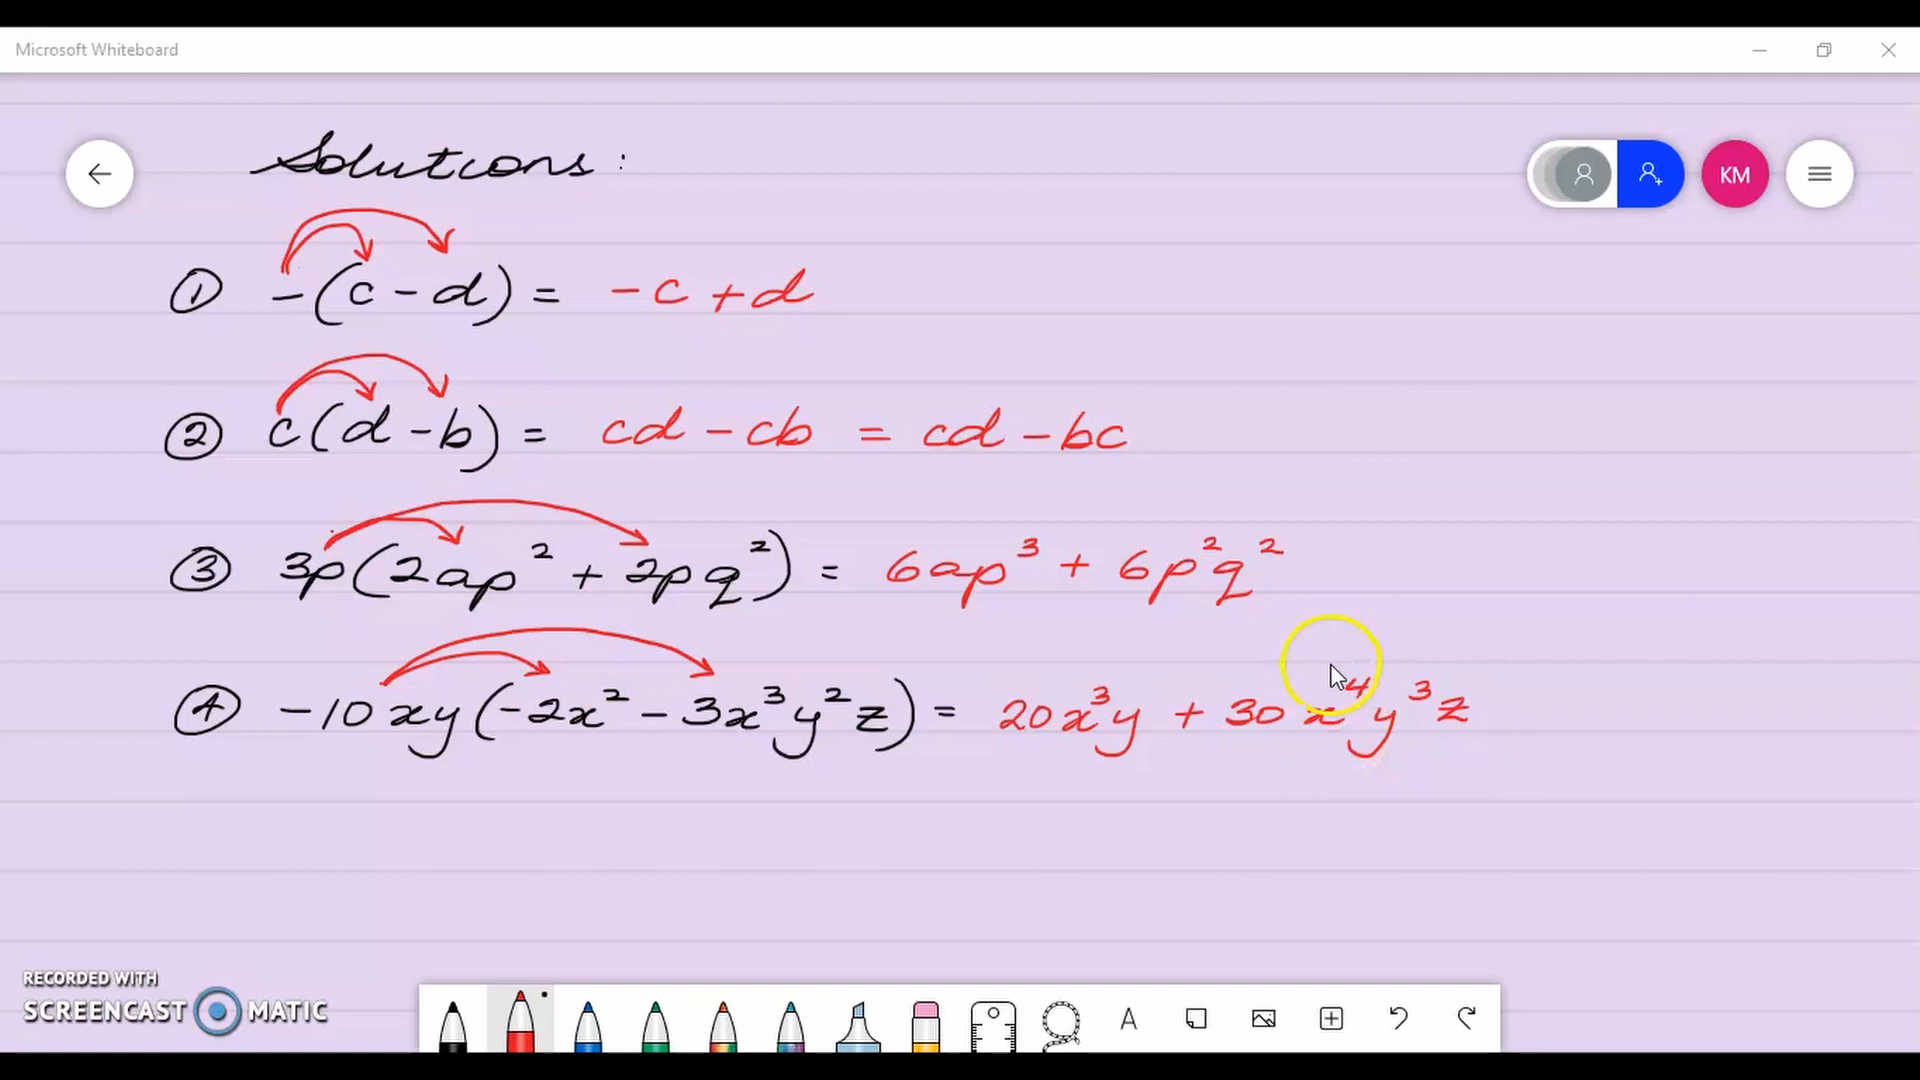 Microsoft Whiteboard
Solutions:
KM
① -(c-d) = -c+d
② c(d-b) = cd-cb = cd-bc
③ 3p(2ap² + 2pq²) = 6ap³ + 6p²q²
④ -10xy(-2x² - 3x³y²z) = 20x³y + 30x⁴y³z
RECORDED WITH
SCREENCAST MATIC
A